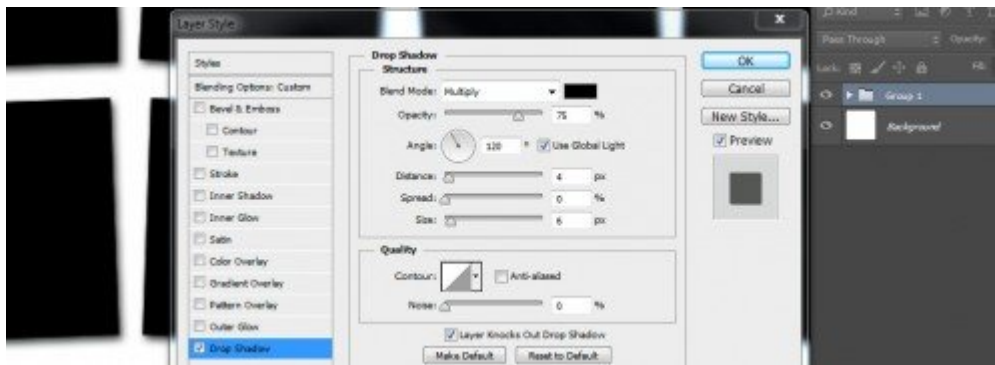 Layer Style
Styles
Blending Options: Custom
Bevel & Emboss
Contour
Texture
Stroke
Inner Shadow
Inner Glow
Satin
Color Overlay
Gradient Overlay
Pattern Overlay
Outer Glow
Drop Shadow
Drop Shadow
Structure
Blend Mode: Multiply
Opacity: 75 %
Angle: 120 ° Use Global Light
Distance: 4 px
Spread: 0 %
Size: 6 px
Quality
Contour: Anti-aliased
Noise: 0 %
Layer Knocks Out Drop Shadow
Make Default Reset to Default
OK
Cancel
New Style...
Preview
Kind
Pass Through Opacity:
Lock: Fill:
Group 1
Background